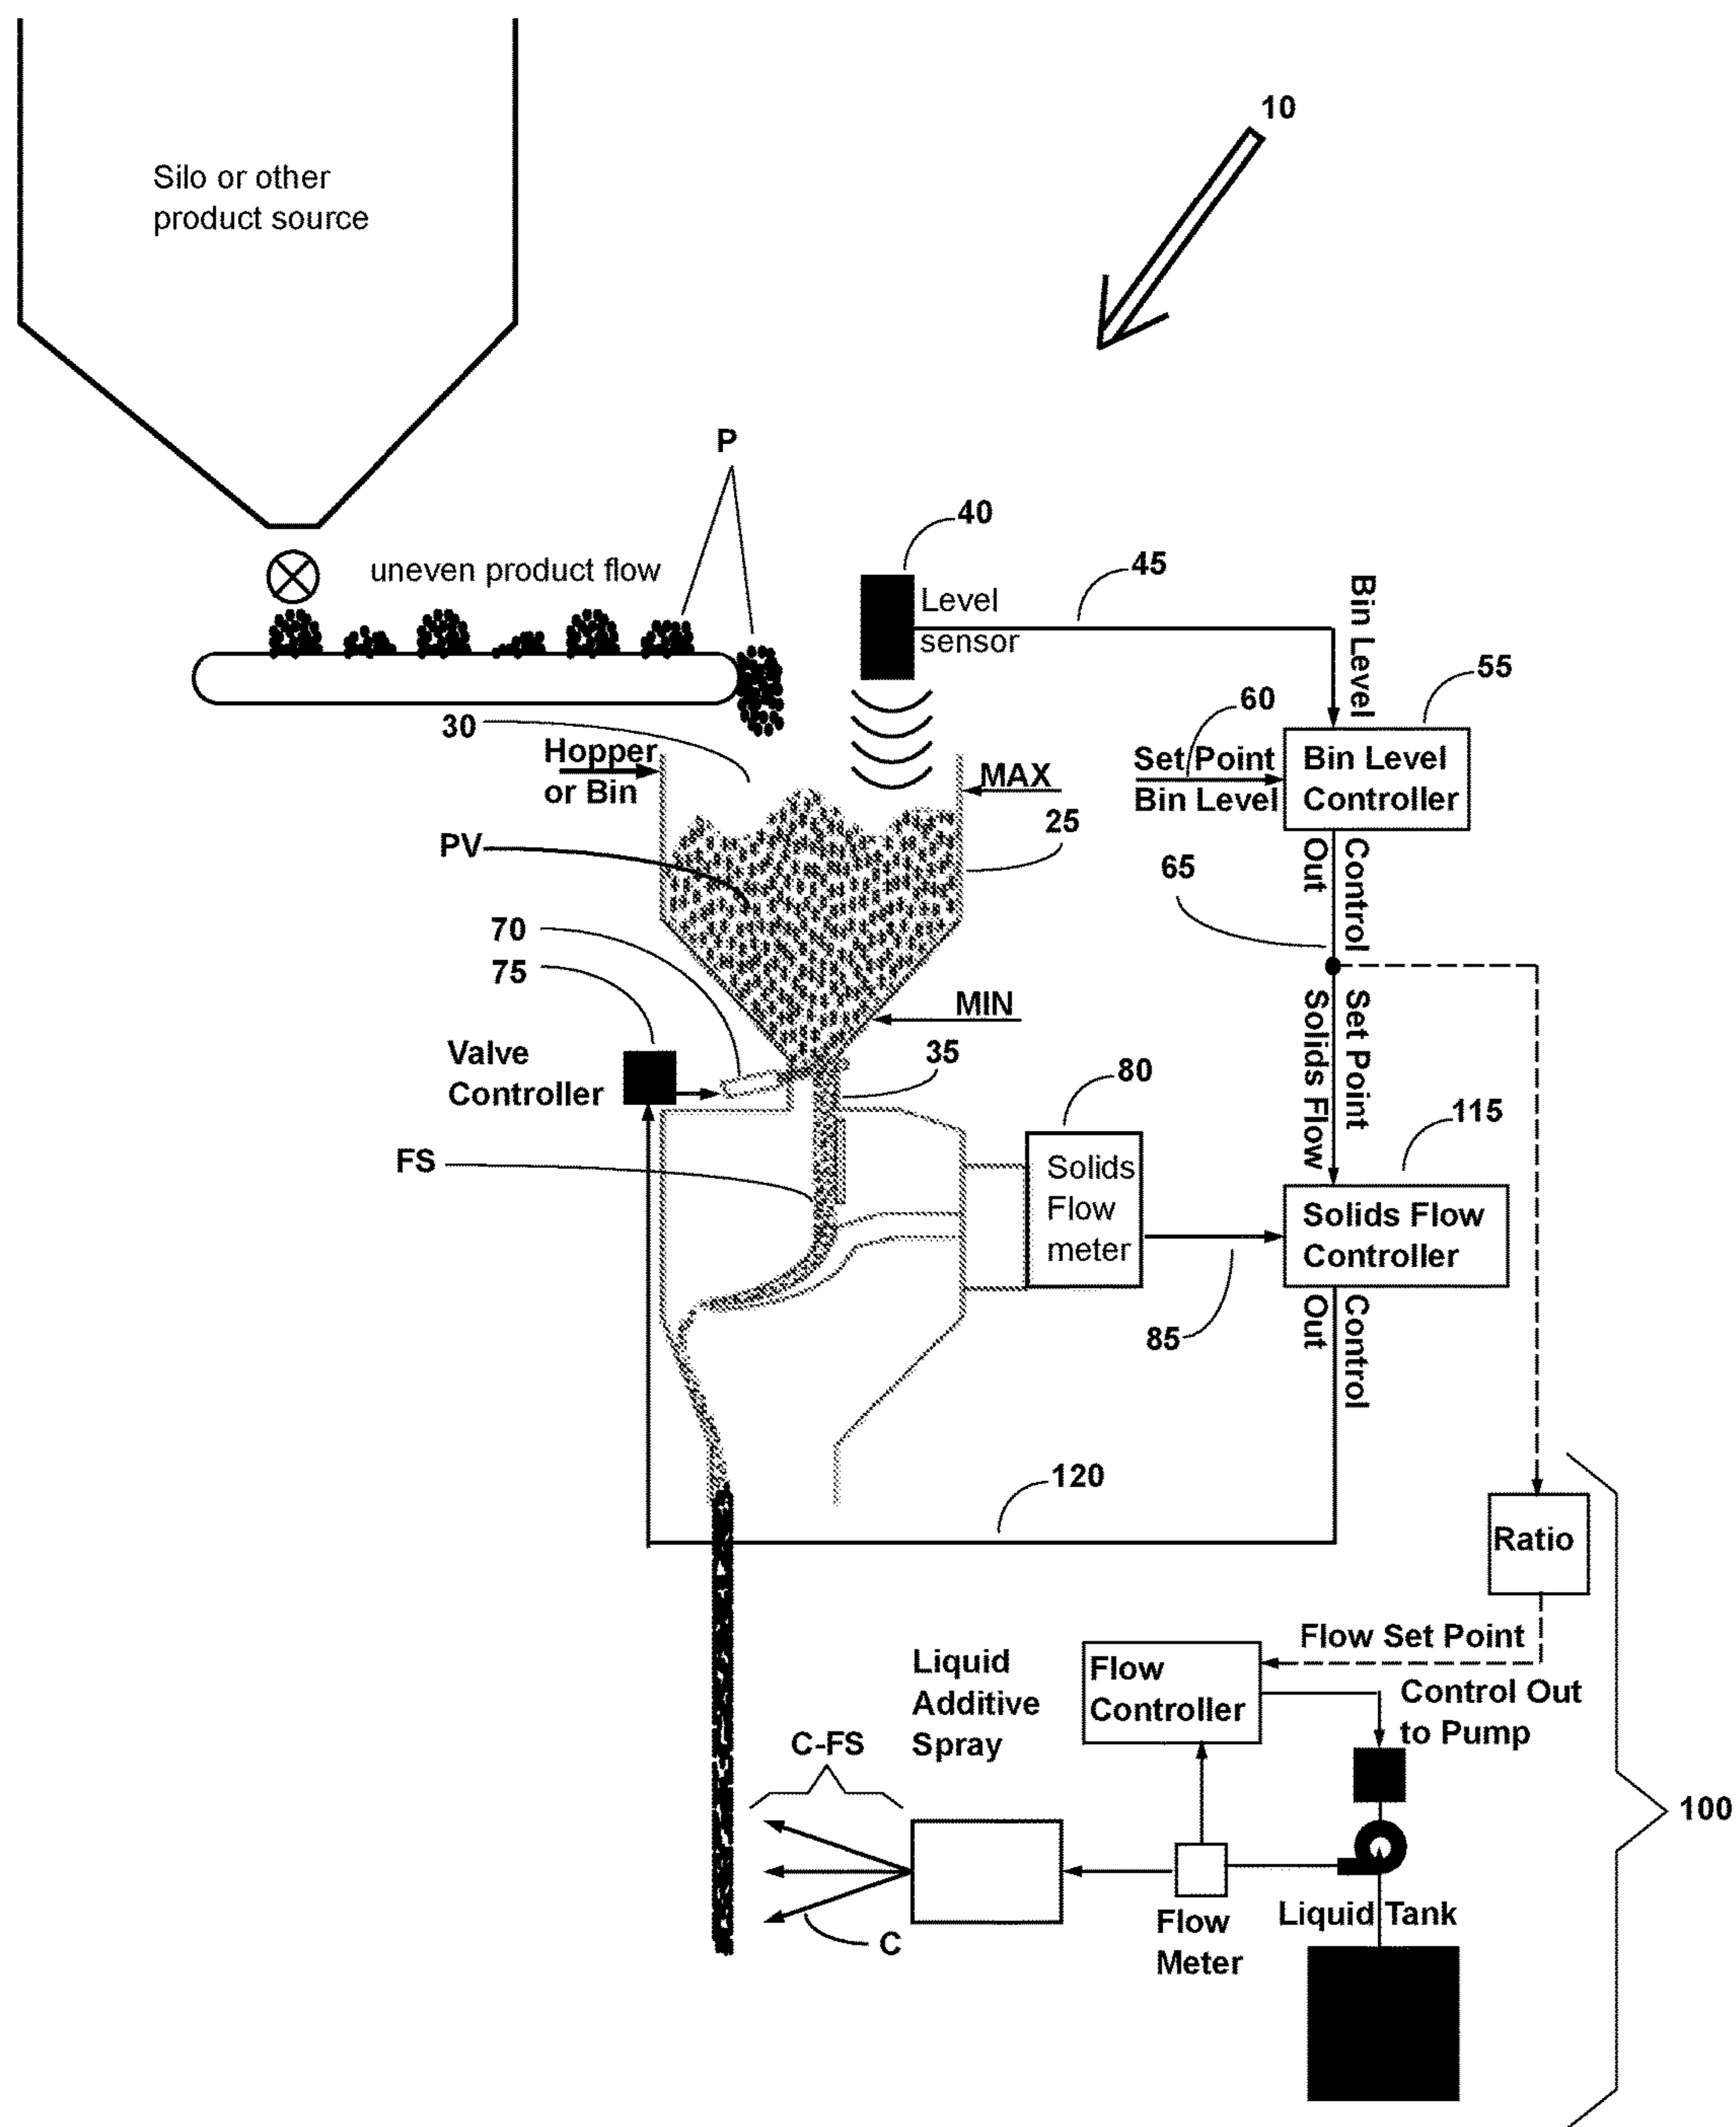 10
Silo or other
product source
P
40
uneven product flow
Level
sensor
45
Bin Level
55
60
30
Hopper
or Bin
MAX
Set Point
Bin Level
Bin Level
Controller
25
PV
65
Control
Out
70
75
MIN
Set Point
Solids Flow
Valve
Controller
35
80
115
FS
Solids
Flow
meter
Solids Flow
Controller
85
Control
Out
120
Ratio
Flow Set Point
Liquid
Additive
Spray
Flow
Controller
Control Out
to Pump
C-FS
100
C
Flow
Meter
Liquid Tank